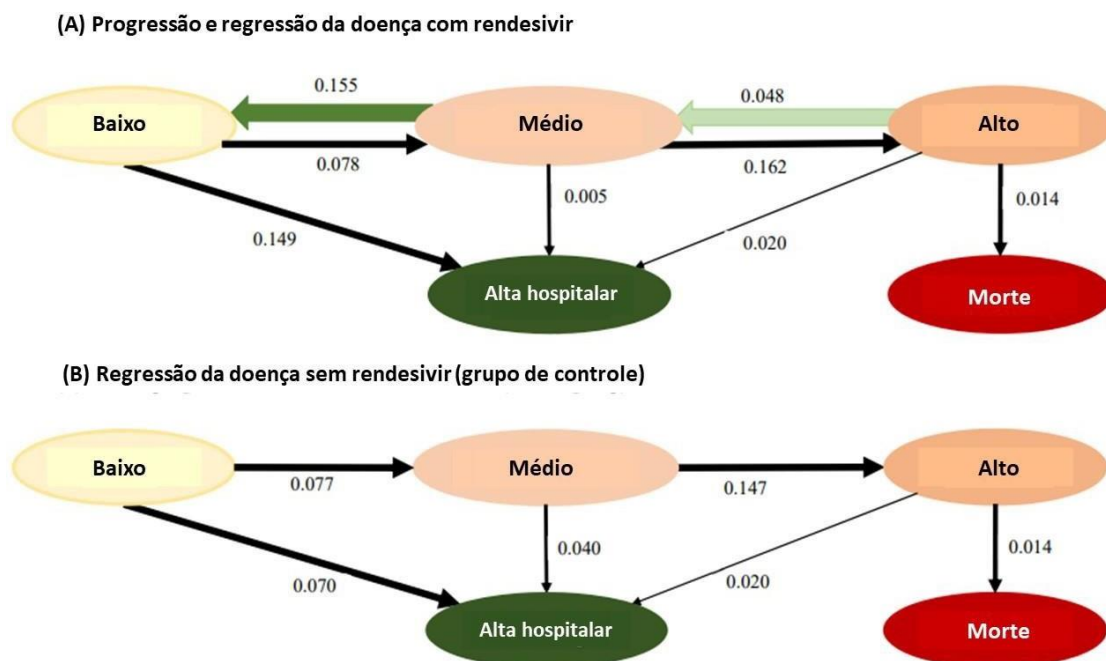 (A) Progressão e regressão da doença com rendesivir
0.155
0.048
Baixo
Médio
Alto
0.078
0.162
0.005
0.014
0.149
0.020
Alta hospitalar
Morte
(B) Regressão da doença sem rendesivir (grupo de controle)
Baixo
Médio
Alto
0.077
0.147
0.040
0.014
0.070
0.020
Alta hospitalar
Morte